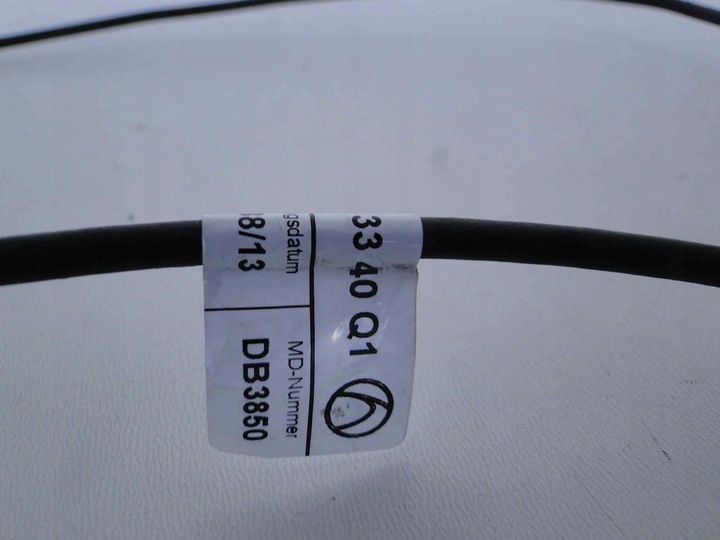 33 40 Q1
gsdatum
MD-Nummer
8/13
DB3850